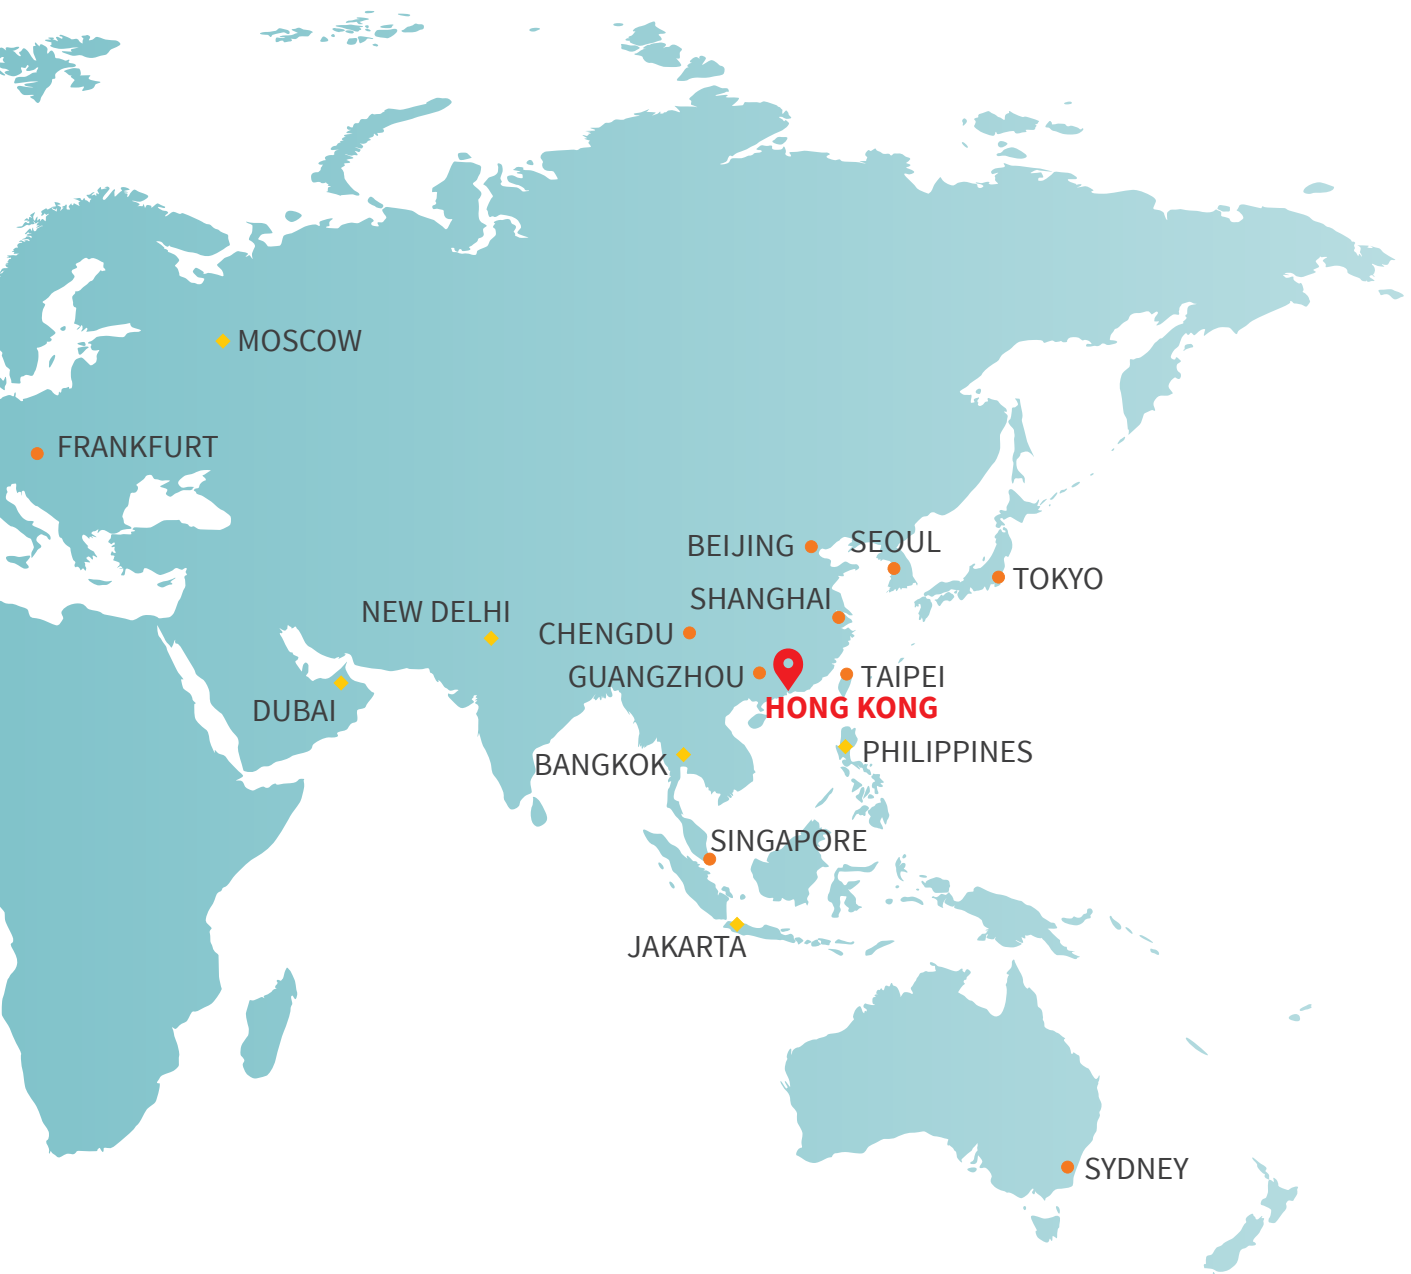 MOSCOW
FRANKFURT
BEIJING
SEOUL
TOKYO
SHANGHAI
NEW DELHI
CHENGDU
GUANGZHOU
TAIPEI
DUBAI
HONG KONG
PHILIPPINES
BANGKOK
SINGAPORE
JAKARTA
SYDNEY